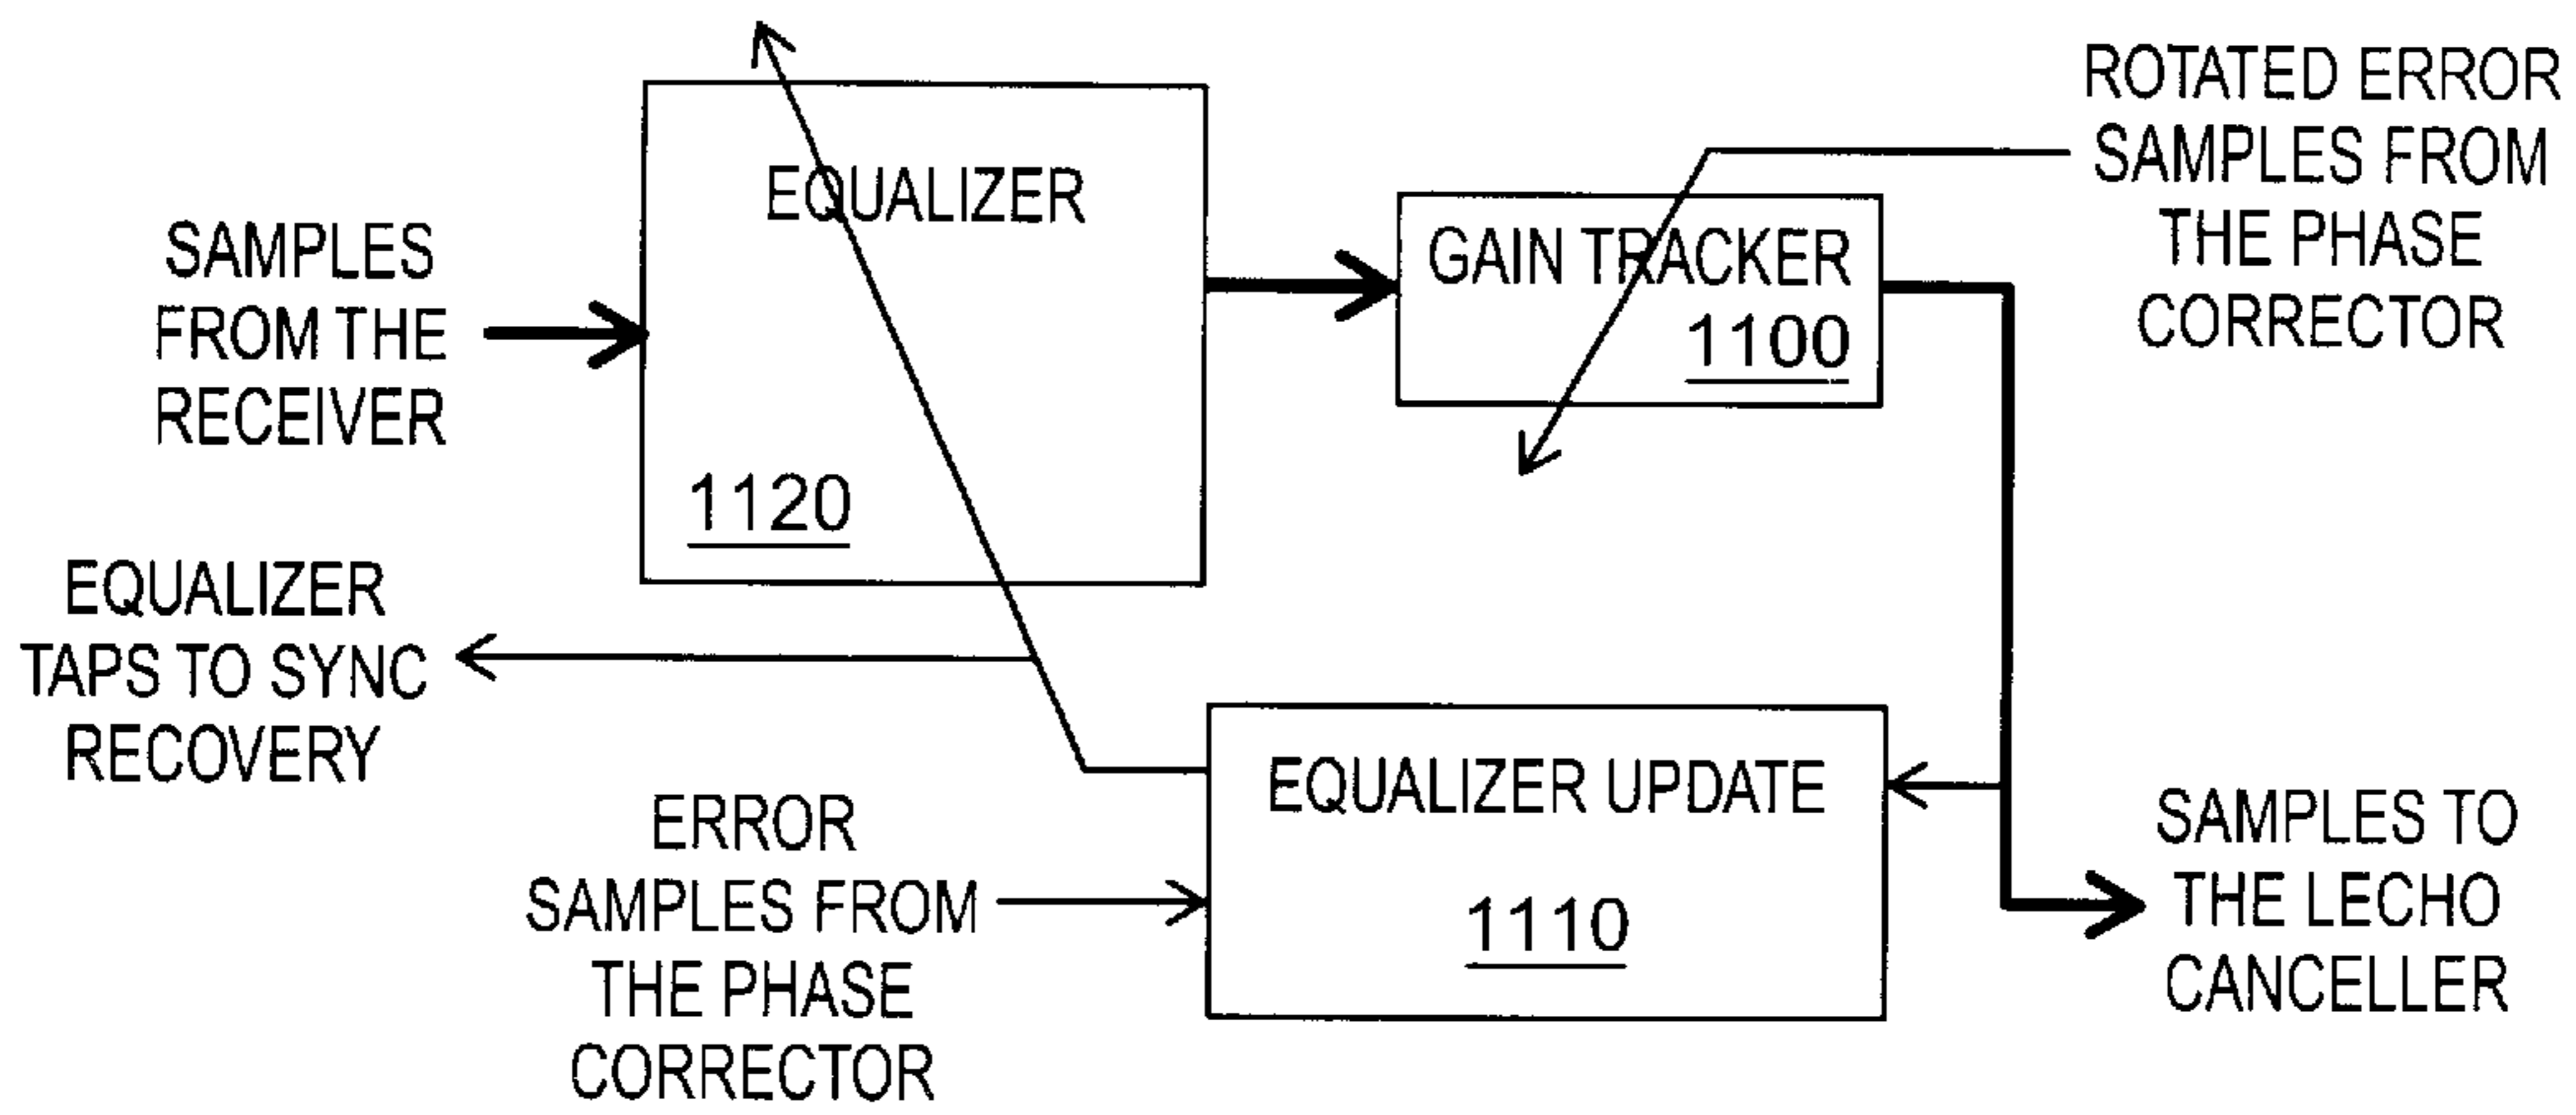 SAMPLES
FROM THE
RECEIVER
EQUALIZER
1120
GAIN TRACKER
1100
ROTATED ERROR
SAMPLES FROM
THE PHASE
CORRECTOR
EQUALIZER
TAPS TO SYNC
RECOVERY
ERROR
SAMPLES FROM
THE PHASE
CORRECTOR
EQUALIZER UPDATE
1110
SAMPLES TO
THE LECHO
CANCELLER